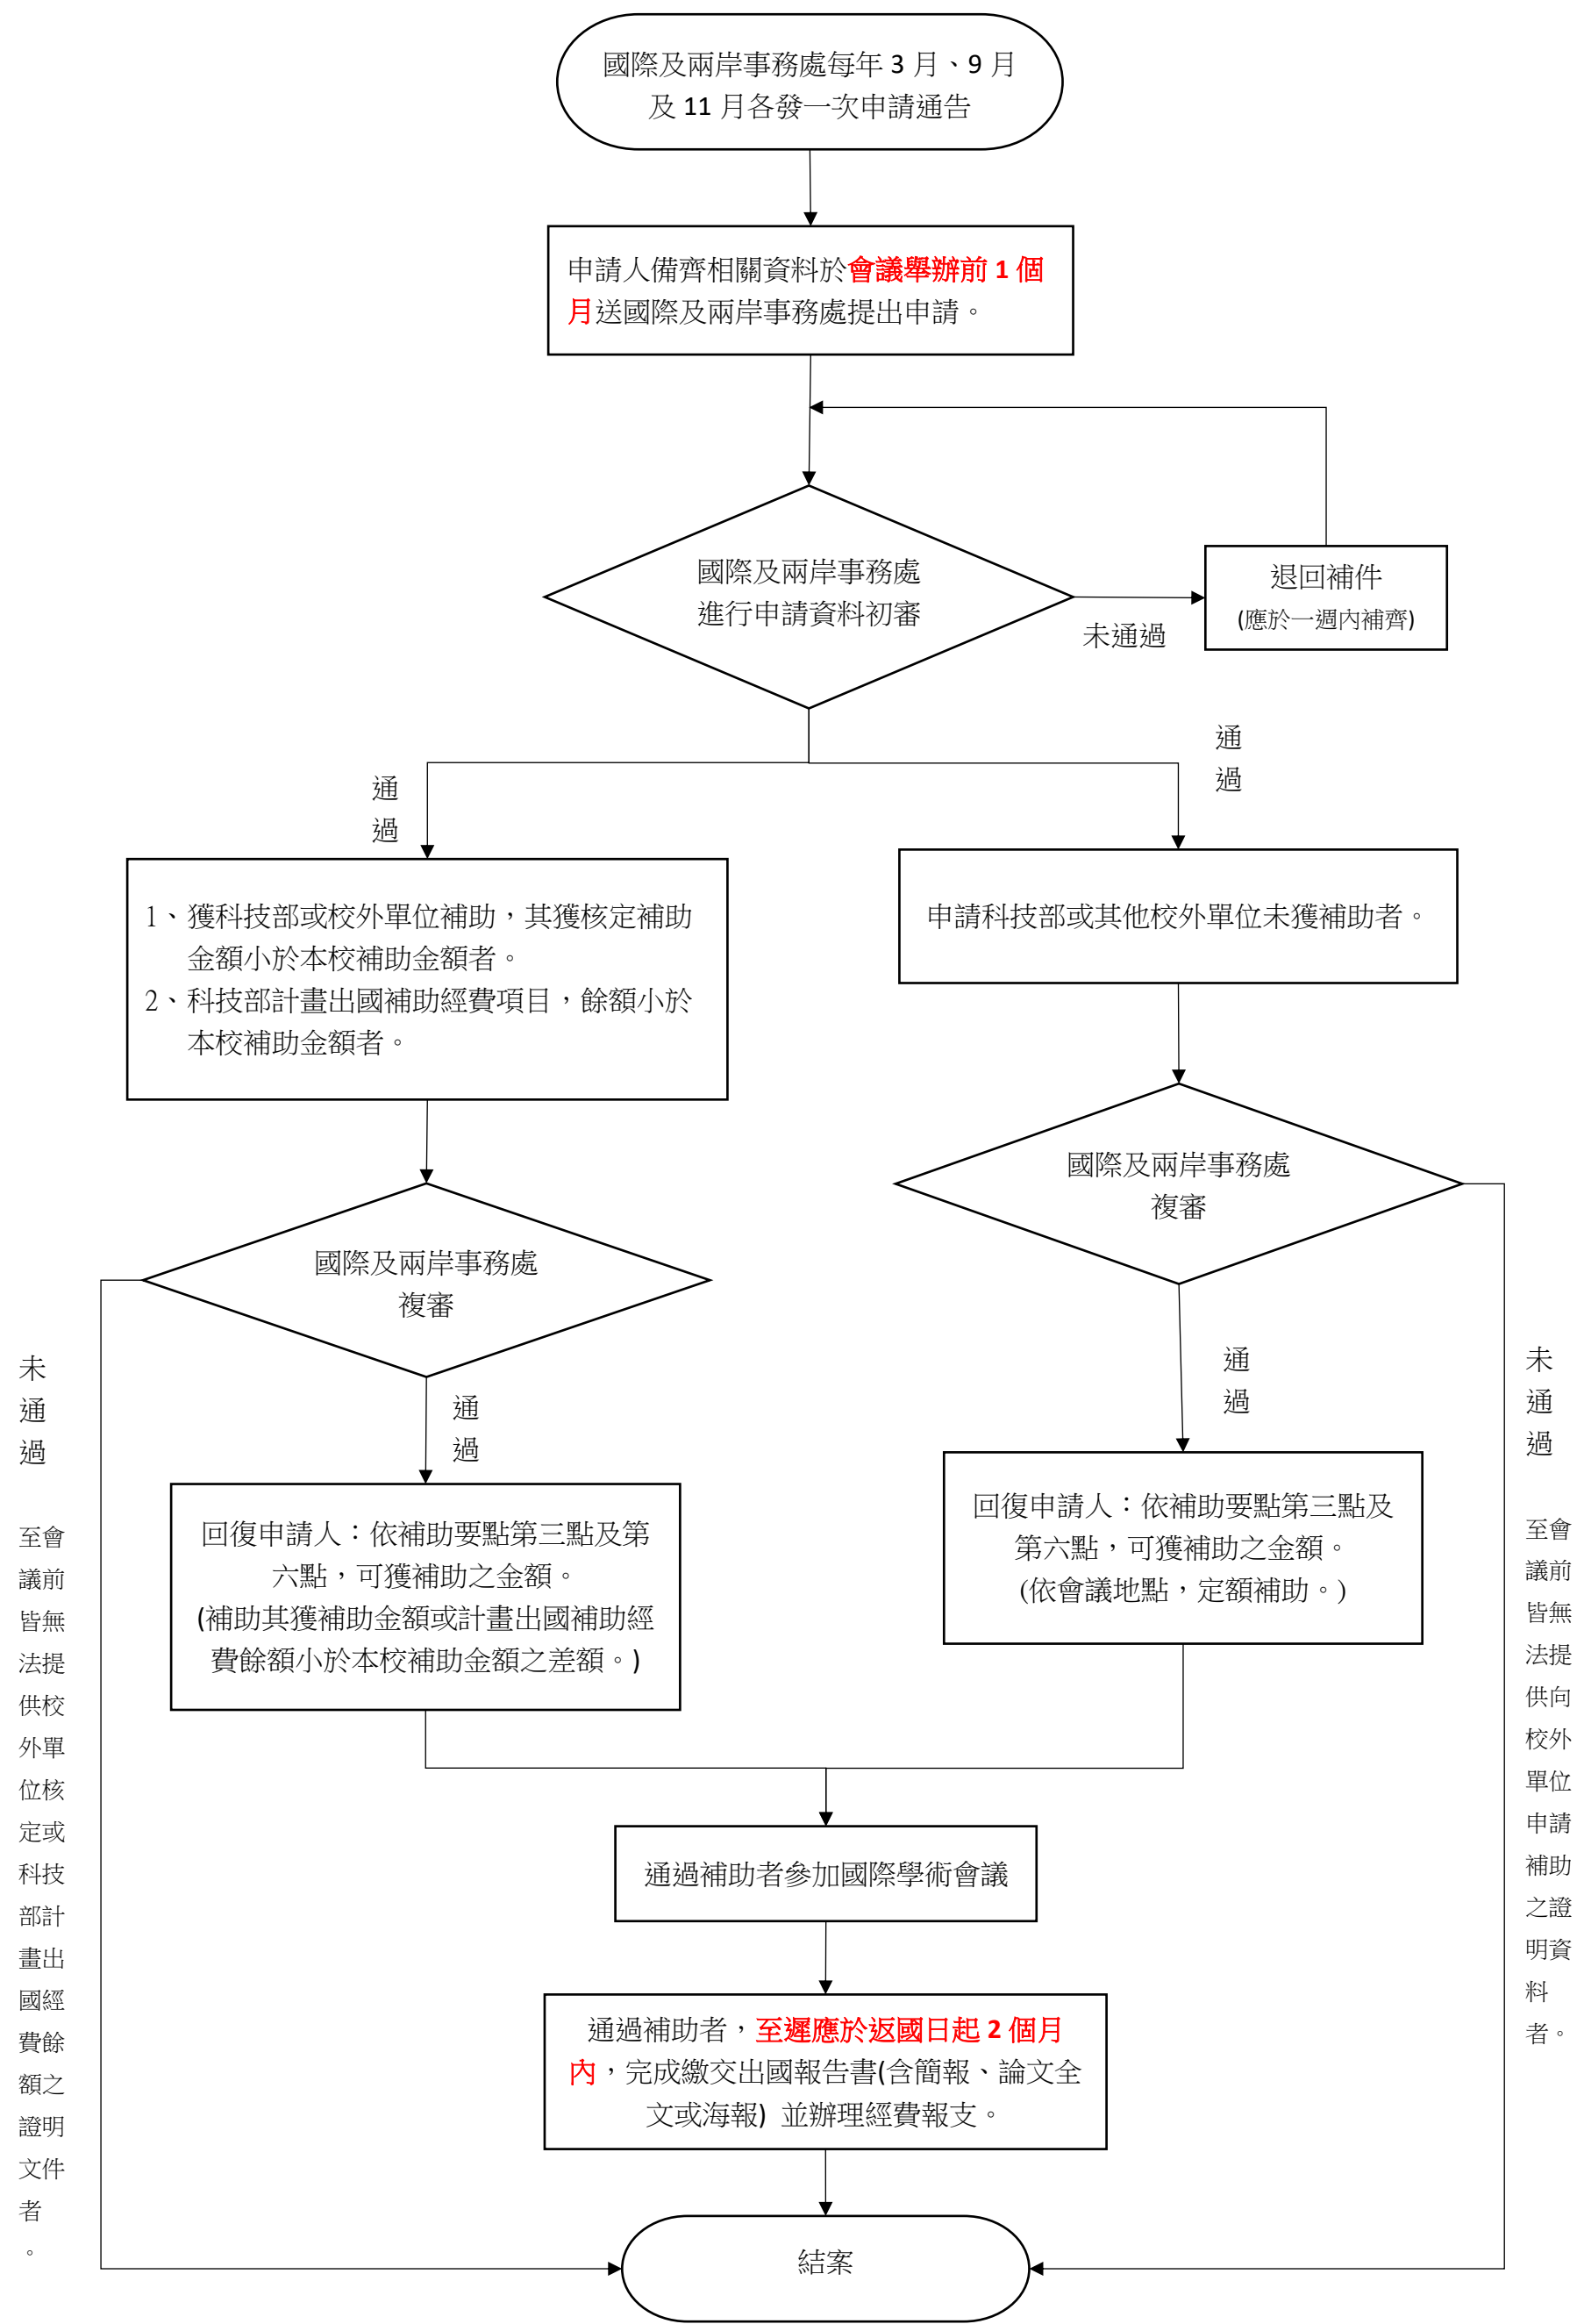 國際及兩岸事務處每年 3 月、9 月
及 11 月各發一次申請通告
申請人備齊相關資料於會議舉辦前 1 個
月送國際及兩岸事務處提出申請。
國際及兩岸事務處
進行申請資料初審
未通過
退回補件
(應於一週內補齊)
通
過
通
過
1、獲科技部或校外單位補助，其獲核定補助
金額小於本校補助金額者。
2、科技部計畫出國補助經費項目，餘額小於
本校補助金額者。
申請科技部或其他校外單位未獲補助者。
國際及兩岸事務處
複審
國際及兩岸事務處
複審
通
過
通
過
回復申請人：依補助要點第三點及第
六點，可獲補助之金額。
(補助其獲補助金額或計畫出國補助經
費餘額小於本校補助金額之差額。)
回復申請人：依補助要點第三點及
第六點，可獲補助之金額。
(依會議地點，定額補助。)
未
通
過
至會
議前
皆無
法提
供校
外單
位核
定或
科技
部計
畫出
國經
費餘
額之
證明
文件
者
。
未
通
過
至會
議前
皆無
法提
供向
校外
單位
申請
補助
之證
明資
料
者。
通過補助者參加國際學術會議
通過補助者，至遲應於返國日起 2 個月
內，完成繳交出國報告書(含簡報、論文全
文或海報) 並辦理經費報支。
結案